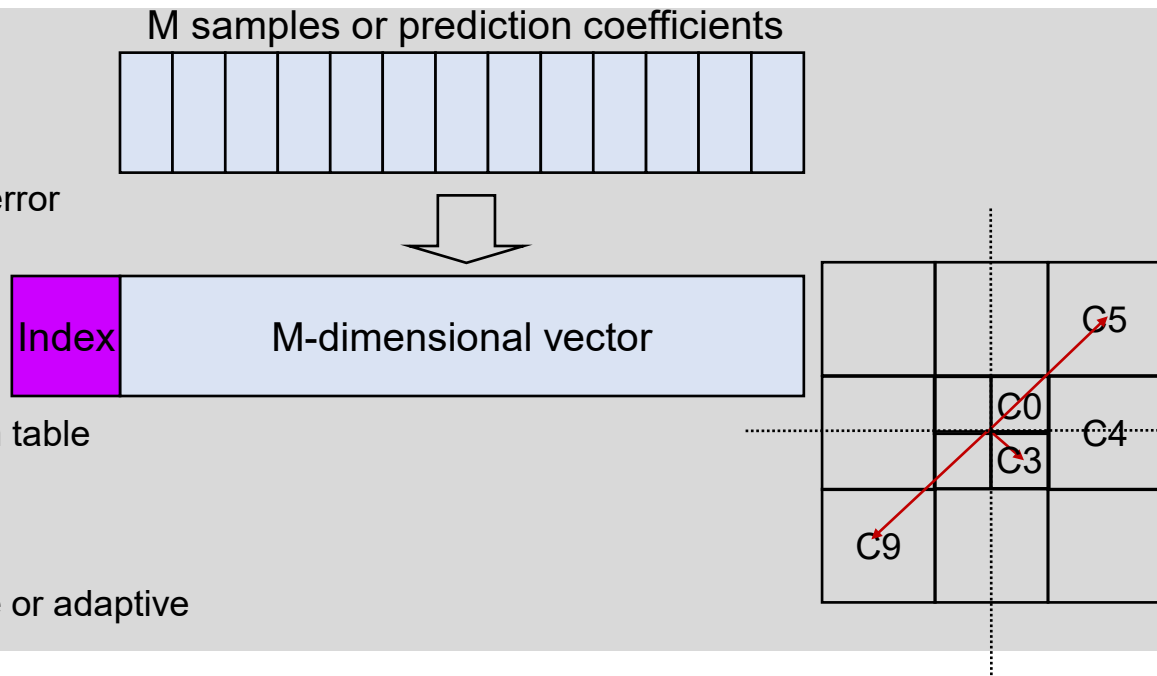 M samples or prediction coefficients
error
Index
M-dimensional vector
C5
C0
table
C4
C3
C9
or adaptive